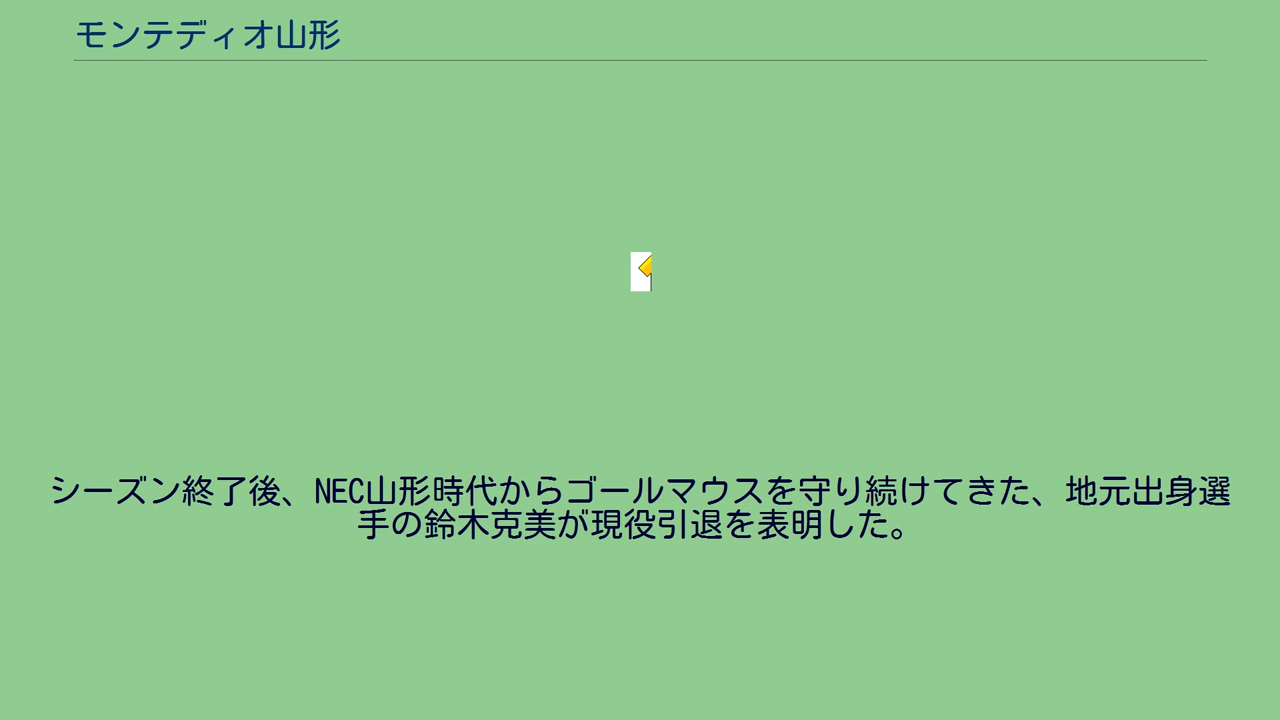 モンテディオ山形
シーズン終了後、NEC山形時代からゴールマウスを守り続けてきた、地元出身選
手の鈴木克美が現役引退を表明した。